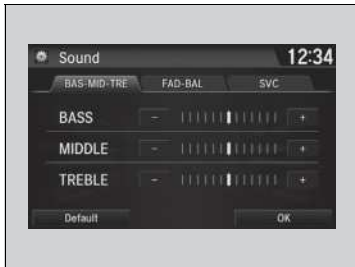 Sound 12:34
BAS-MID-TRE FAD-BAL SVC
BASS - +
MIDDLE - +
TREBLE - +
Default OK